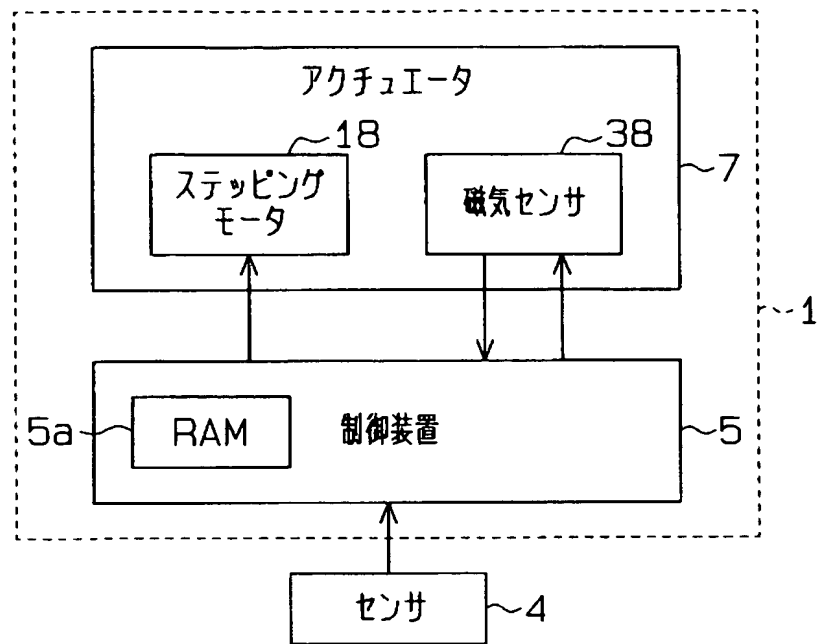 アクチュエータ
18
38
ステッピング
モータ
磁気センサ
7
1
5a
RAM
制御装置
5
センサ
4